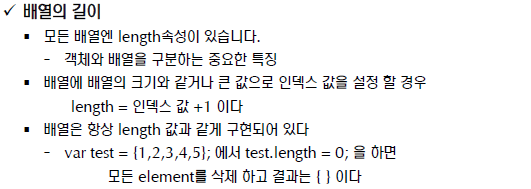 ✓ 배열의 길이
▪ 모든 배열엔 length속성이 있습니다.
- 객체와 배열을 구분하는 중요한 특징
▪ 배열에 배열의 크기와 같거나 큰 값으로 인덱스 값을 설정 할 경우
length = 인덱스 값 +1 이다
▪ 배열은 항상 length 값과 같게 구현되어 있다
- var test = {1,2,3,4,5}; 에서 test.length = 0; 을 하면
모든 element를 삭제 하고 결과는 { } 이다